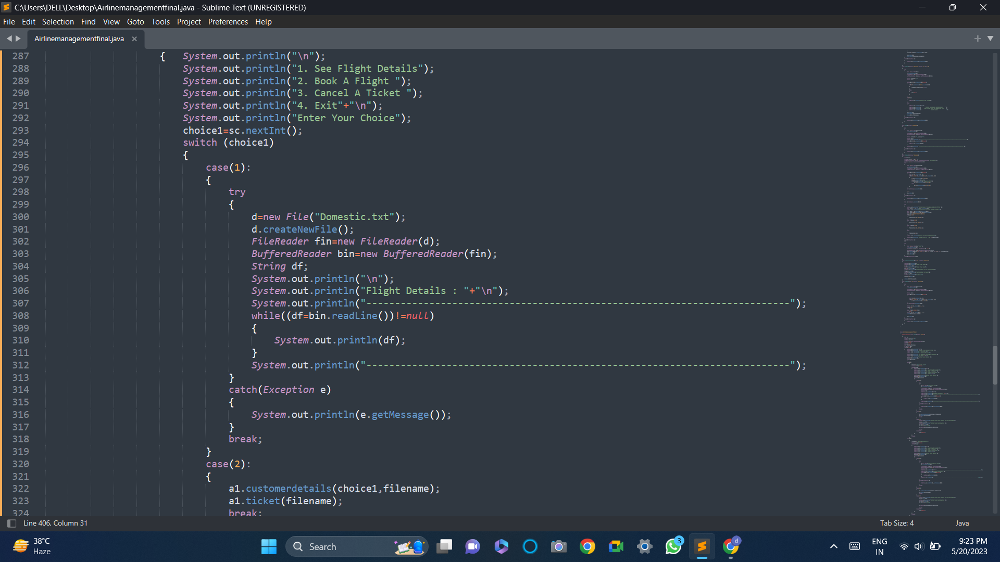 C:\Users\DELL\Desktop\Airlinemanagementfinal.java - Sublime Text (UNREGISTERED)
File Edit Selection Find View Goto Tools Project Preferences Help
Airlinemanagementfinal.java
287 { System.out.println("\n");
288 System.out.println("1. See Flight Details");
289 System.out.println("2. Book A Flight ");
290 System.out.println("3. Cancel A Ticket ");
291 System.out.println("4. Exit"+"\n");
292 System.out.println("Enter Your Choice");
293 choice1=sc.nextInt();
294 switch (choice1)
295 {
296 case(1):
297 {
298 try
299 {
300 d=new File("Domestic.txt");
301 d.createNewFile();
302 FileReader fin=new FileReader(d);
303 BufferedReader bin=new BufferedReader(fin);
304 String df;
305 System.out.println("\n");
306 System.out.println("Flight Details : "+"\n");
307 System.out.println("--------------------------------------------------------------------------");
308 while((df=bin.readLine())!=null)
309 {
310 System.out.println(df);
311 }
312 System.out.println("--------------------------------------------------------------------------");
313 }
314 catch(Exception e)
315 {
316 System.out.println(e.getMessage());
317 }
318 break;
319 }
320 case(2):
321 {
322 a1.customerdetails(choice1,filename);
323 a1.ticket(filename);
324 break;
Line 406, Column 31
Tab Size: 4
Java
38°C
Haze
Search
3
d
ENG
IN
9:23 PM
5/20/2023